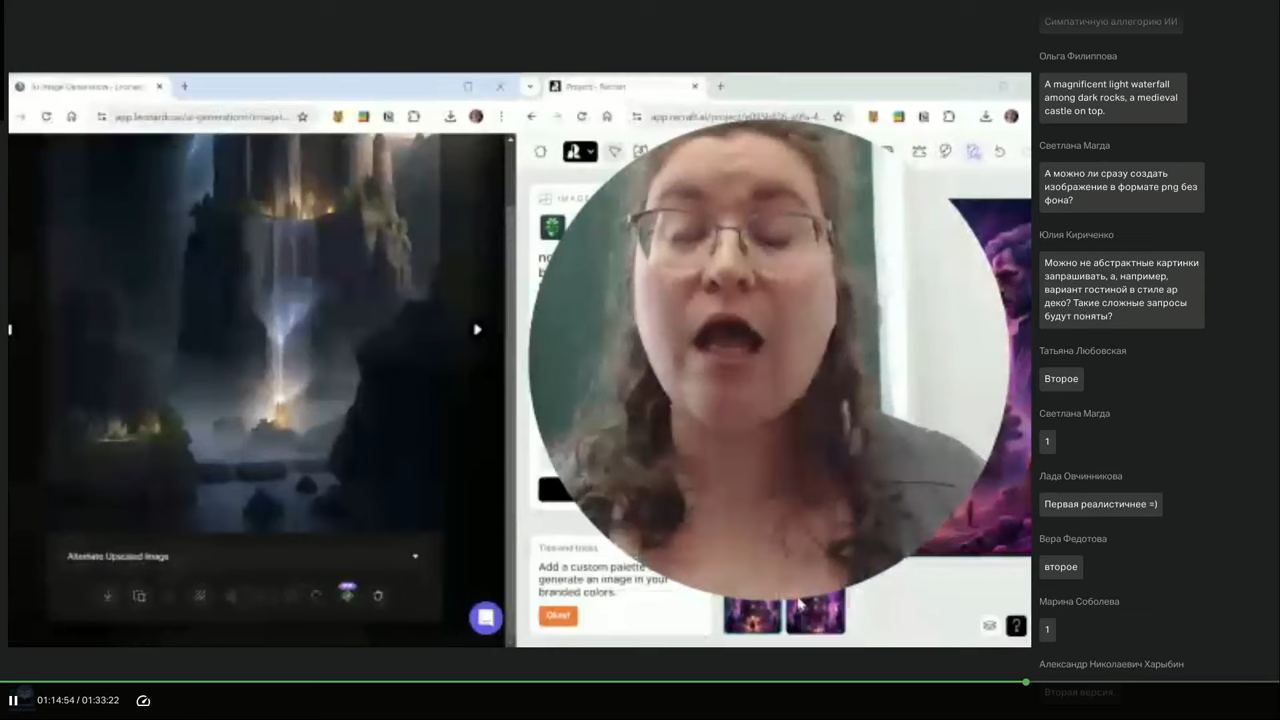 Симпатичную аллегорию ИИ
Ольга Филиппова
A magnificent light waterfall
among dark rocks, a medieval
castle on top.
Светлана Магда
А можно ли сразу создать
изображение в формате png без
фона?
Юлия Кириченко
Можно не абстрактные картинки
запрашивать, а, например,
вариант гостиной в стиле ар
деко? Такие сложные запросы
будут поняты?
Татьяна Любовская
Второе
Светлана Магда
1
Лада Овчинникова
Первая реалистичнее =)
Вера Федотова
второе
Марина Соболева
1
Александр Николаевич Харыбин
Вторая версия.
Alternate Upscaled Image
Tips and tricks
Add a custom palette
generate an image in your
branded colors.
Okay!
?
01:14:54 / 01:33:22